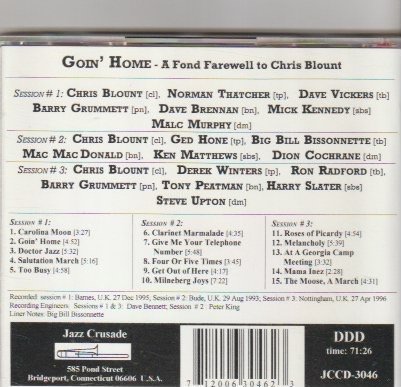 GOIN' HOME - A Fond Farewell to Chris Blount
SESSION # 1: CHRIS BLOUNT [cl], NORMAN THATCHER [tp], DAVE VICKERS [tb]
BARRY GRUMMETT [pn], DAVE BRENNAN [bn], MICK KENNEDY [sbs]
MALC MURPHY [dm]
SESSION # 2: CHRIS BLOUNT [cl], GED HONE [tp], BIG BILL BISSONNETTE [tb]
MAC MAC DONALD [bn], KEN MATTHEWS [sbs], DION COCHRANE [dm]
SESSION # 3: CHRIS BLOUNT [cl], DEREK WINTERS [tp], RON RADFORD [tb],
BARRY GRUMMETT [pn], TONY PEATMAN [bn], HARRY SLATER [sbs]
STEVE UPTON [dm]
SESSION # 1:
1. Carolina Moon [3:27]
2. Goin' Home [4:52]
3. Doctor Jazz [5:32]
4. Salutation March [5:16]
5. Too Busy [4:58]
SESSION # 2:
6. Clarinet Marmalade [4:35]
7. Give Me Your Telephone
Number [5:21]
8. Four Or Five Times [3:45]
9. Get Out of Here [4:17]
10. Milneberg Joys [7:22]
SESSION # 3:
11. Roses of Picardy [4:54]
12. Melancholy [5:39]
13. At A Georgia Camp
Meeting [3:32]
14. Mama Inez [2:28]
15. The Moose, A March [4:31]
Recorded: session # 1: Barnes, U.K. 27 Dec 1995, Session # 2: Bude, U.K. 29 Aug 1993; Session # 3: Nottingham, U.K. 27 Apr 1996
Recording Engineers Sessions # 1 & 3: Dave Bennett; Session # 2 Peter King
Liner Notes: Big Bill Bissonnette
Jazz Crusade
585 Pond Street
Bridgeport, Connecticut 06606 U.S.A.
7 12006 30462 3
DDD
time: 71:26
JCCD-3046